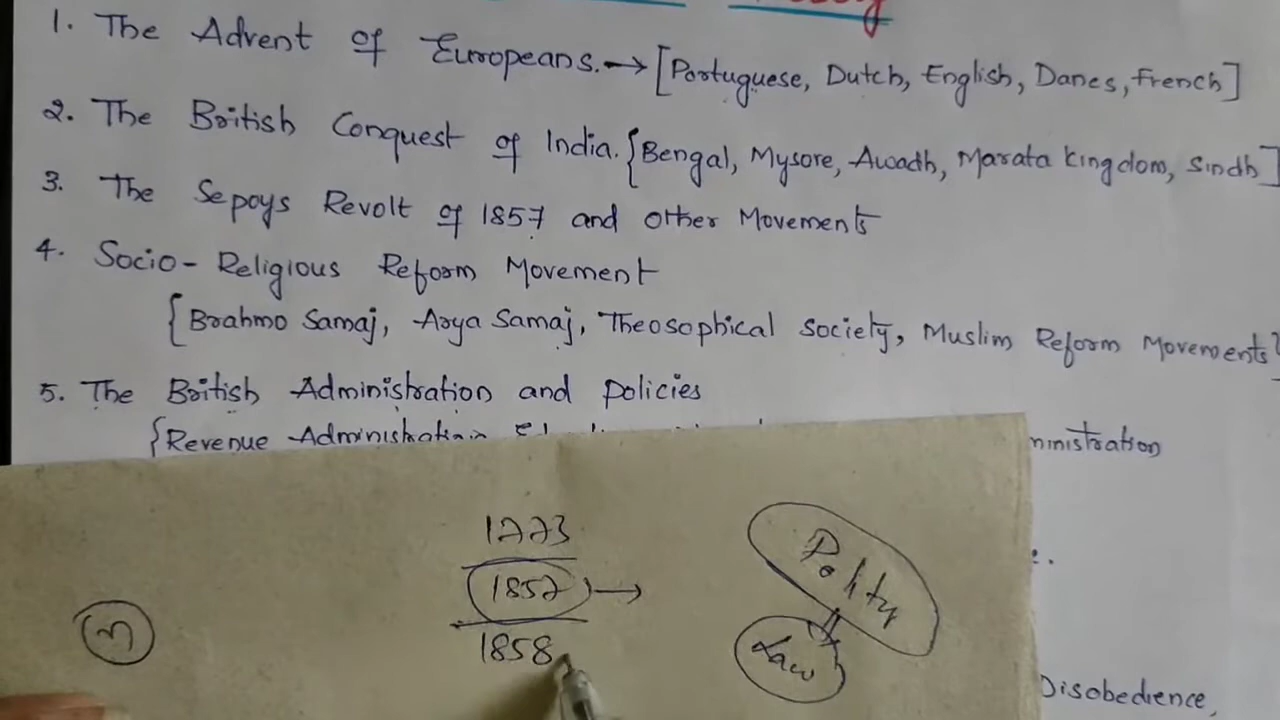 1. The Advent of Europeans. → [Portuguese, Dutch, English, Danes, French]
2. The British Conquest of India. {Bengal, Mysore, Awadh, Marata kingdom, Sindh]
3. The Sepoys Revolt of 1857 and other Movements
4. Socio-Religious Reform Movement
{Brahmo Samaj, Arya Samaj, Theosophical society, Muslim Reform Movements}
5. The British Administration and policies
{Revenue Administration
ministration
1773
1857 →
1858
Polity
Law
Disobedience,